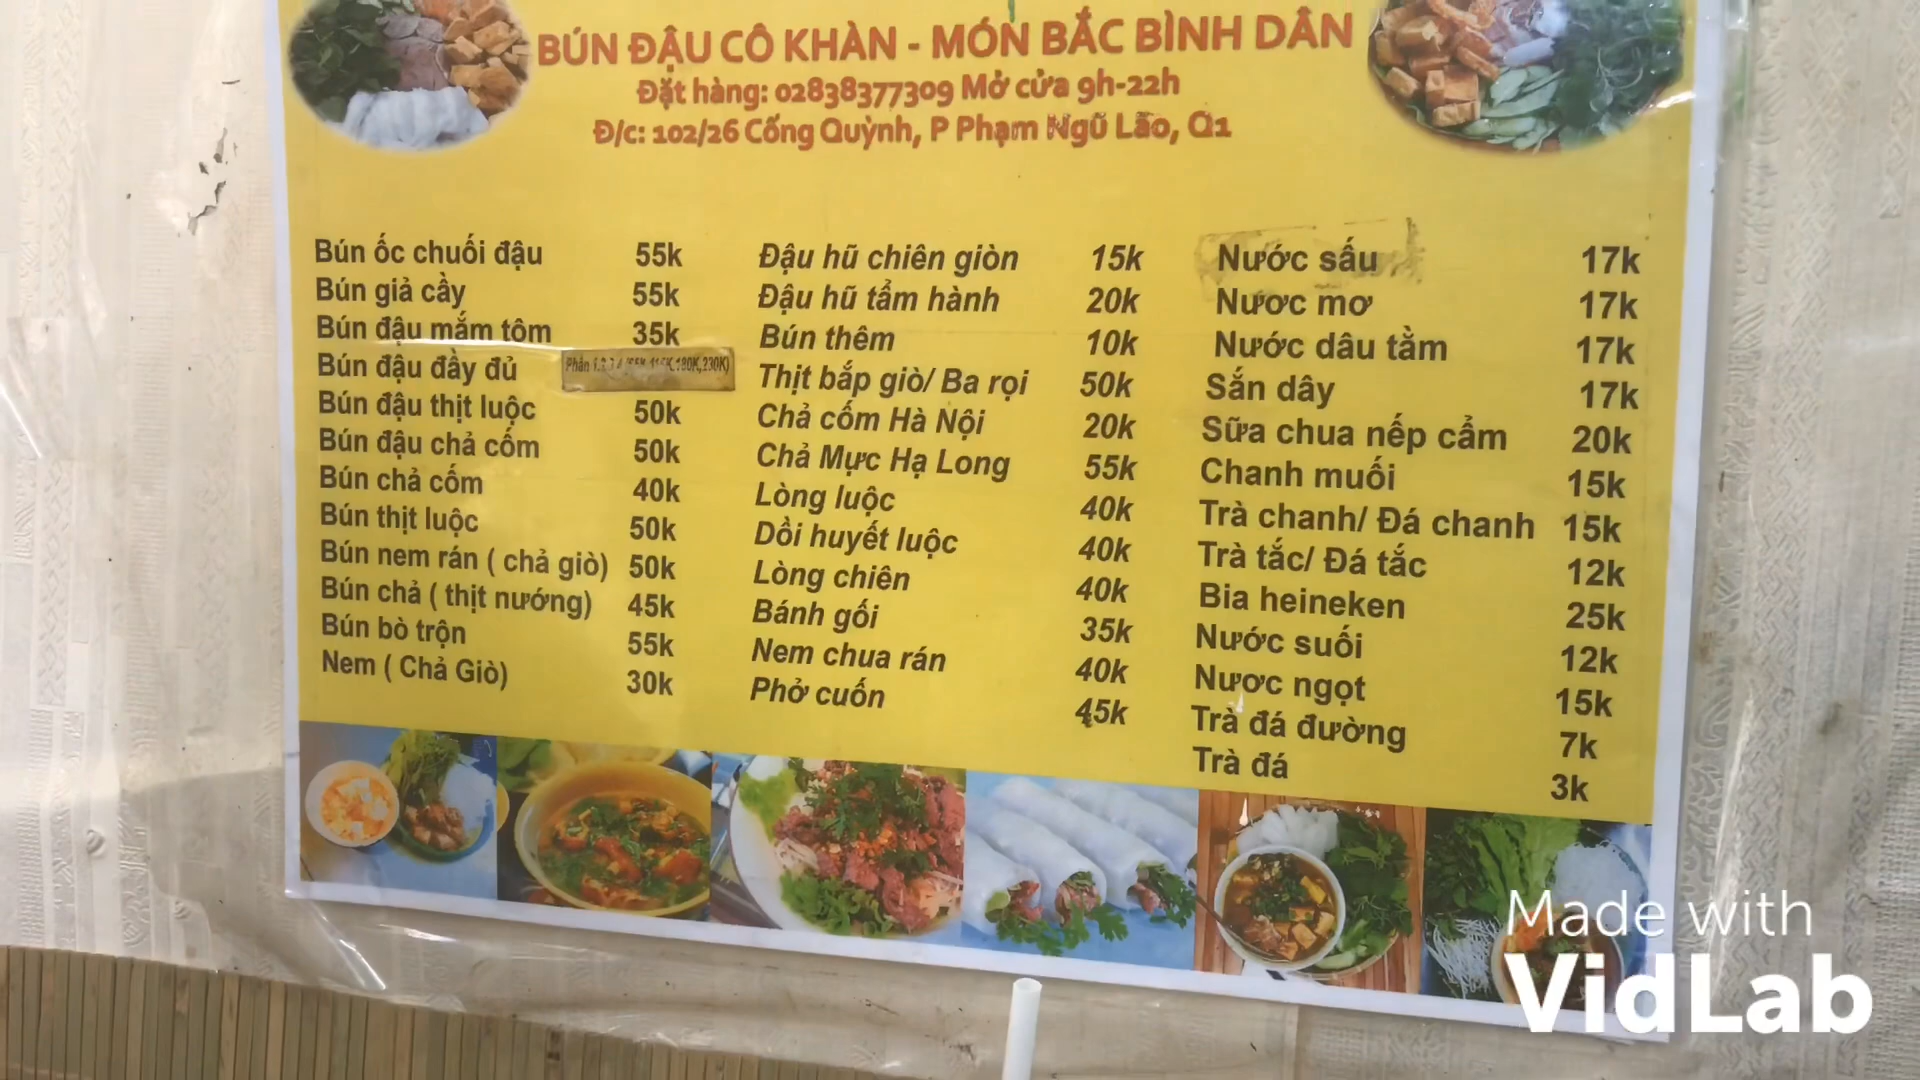 BÚN ĐẬU CÔ KHÀN - MÓN BẮC BÌNH DÂN
Đặt hàng: 02838377309 Mở cửa 9h-22h
Đ/c: 102/26 Cống Quỳnh, P Phạm Ngũ Lão, Q1
Bún ốc chuối đậu 55k
Bún giả cầy 55k
Bún đậu mắm tôm 35k
Bún đậu đầy đủ Phần 180K,230K)
Bún đậu thịt luộc 50k
Bún đậu chả cốm 50k
Bún chả cốm 40k
Bún thịt luộc 50k
Bún nem rán ( chả giò) 50k
Bún chả ( thịt nướng) 45k
Bún bò trộn 55k
Nem ( Chả Giò) 30k
Đậu hũ chiên giòn 15k
Đậu hũ tẩm hành 20k
Bún thêm 10k
Thịt bắp giò/ Ba rọi 50k
Chả cốm Hà Nội 20k
Chả Mực Hạ Long 55k
Lòng luộc 40k
Dồi huyết luộc 40k
Lòng chiên 40k
Bánh gối 35k
Nem chua rán 40k
Phở cuốn 45k
Nước sấu 17k
Nươc mơ 17k
Nước dâu tằm 17k
Sắn dây 17k
Sữa chua nếp cẩm 20k
Chanh muối 15k
Trà chanh/ Đá chanh 15k
Trà tắc/ Đá tắc 12k
Bia heineken 25k
Nước suối 12k
Nươc ngọt 15k
Trà đá đường 7k
Trà đá 3k
Made with
VidLab